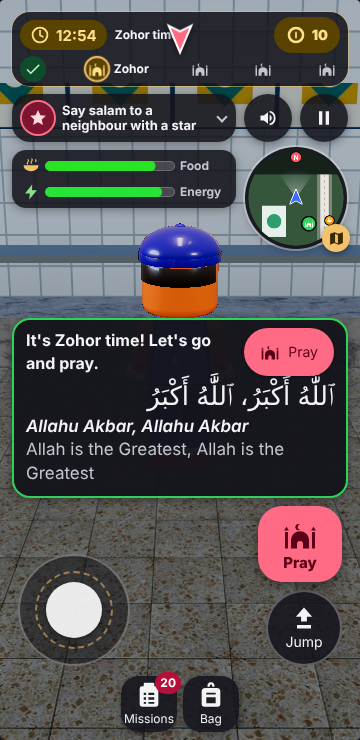 12:54
Zohor tim
10
Zohor
Say salam to a
neighbour with a star
Food
Energy
N
It's Zohor time! Let's go
and pray.
Pray
ٱللَّهُ أَكْبَرُ، ٱللَّهُ أَكْبَرُ
Allahu Akbar, Allahu Akbar
Allah is the Greatest, Allah is the
Greatest
Pray
Jump
20
Missions
Bag